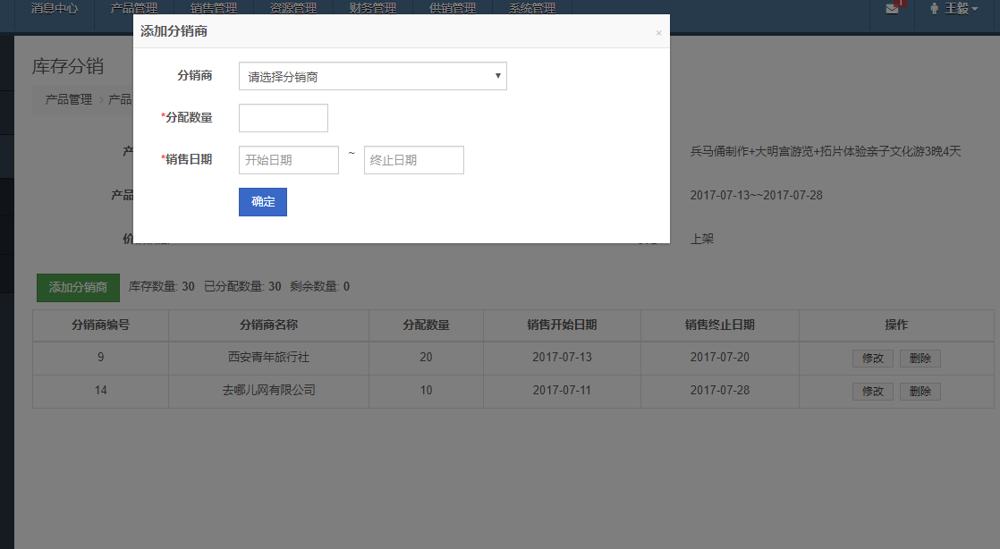 消息中心 产品管理 销售管理 资源管理 财务管理 供销管理 系统管理 1 王毅
添加分销商 ×
库存分销
分销商 请选择分销商
产品管理 > 产品
*分配数量
产 兵马俑制作+大明宫游览+拓片体验亲子文化游3晚4天
*销售日期 开始日期 ~ 终止日期
产品 2017-07-13~~2017-07-28
确定
价 上架
添加分销商 库存数量: 30 已分配数量: 30 剩余数量: 0
分销商编号 分销商名称 分配数量 销售开始日期 销售终止日期 操作
9 西安青年旅行社 20 2017-07-13 2017-07-20 修改 删除
14 去哪儿网有限公司 10 2017-07-11 2017-07-28 修改 删除